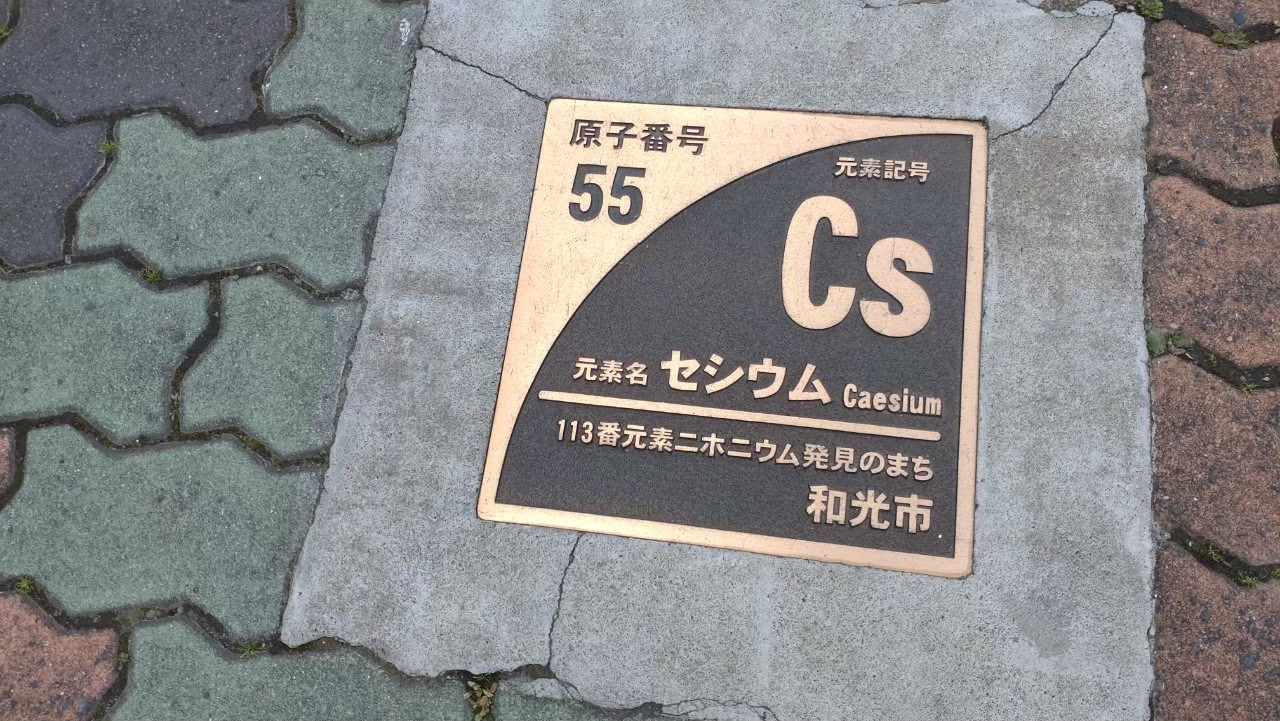 原子番号
55
元素記号
Cs
元素名 セシウム Caesium
113番元素ニホニウム発見のまち
和光市